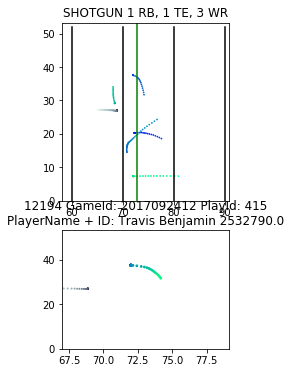 SHOTGUN 1 RB, 1 TE, 3 WR
50
40
30
20
10
0
60 70 80 90
12194 GameId: 2017092412 PlayId: 415
PlayerName + ID: Travis Benjamin 2532790.0
40
20
0
67.5 70.0 72.5 75.0 77.5